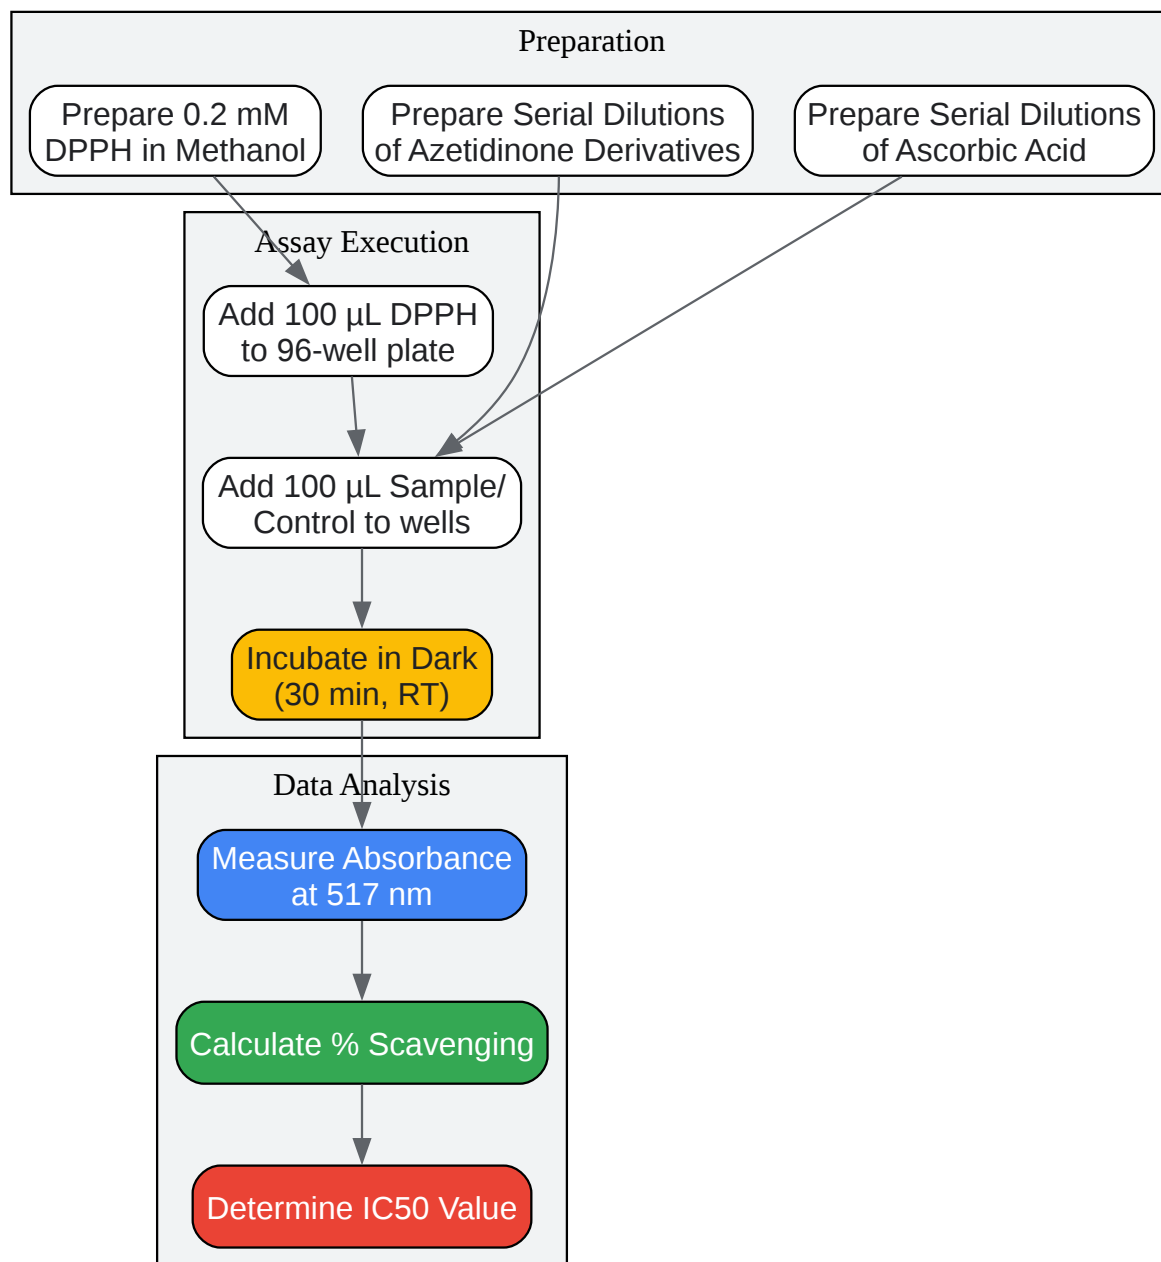 Preparation
Prepare 0.2 mM
DPPH in Methanol
Prepare Serial Dilutions
of Azetidinone Derivatives
Prepare Serial Dilutions
of Ascorbic Acid
Assay Execution
Add 100 µL DPPH
to 96-well plate
Add 100 µL Sample/
Control to wells
Incubate in Dark
(30 min, RT)
Data Analysis
Measure Absorbance
at 517 nm
Calculate % Scavenging
Determine IC50 Value